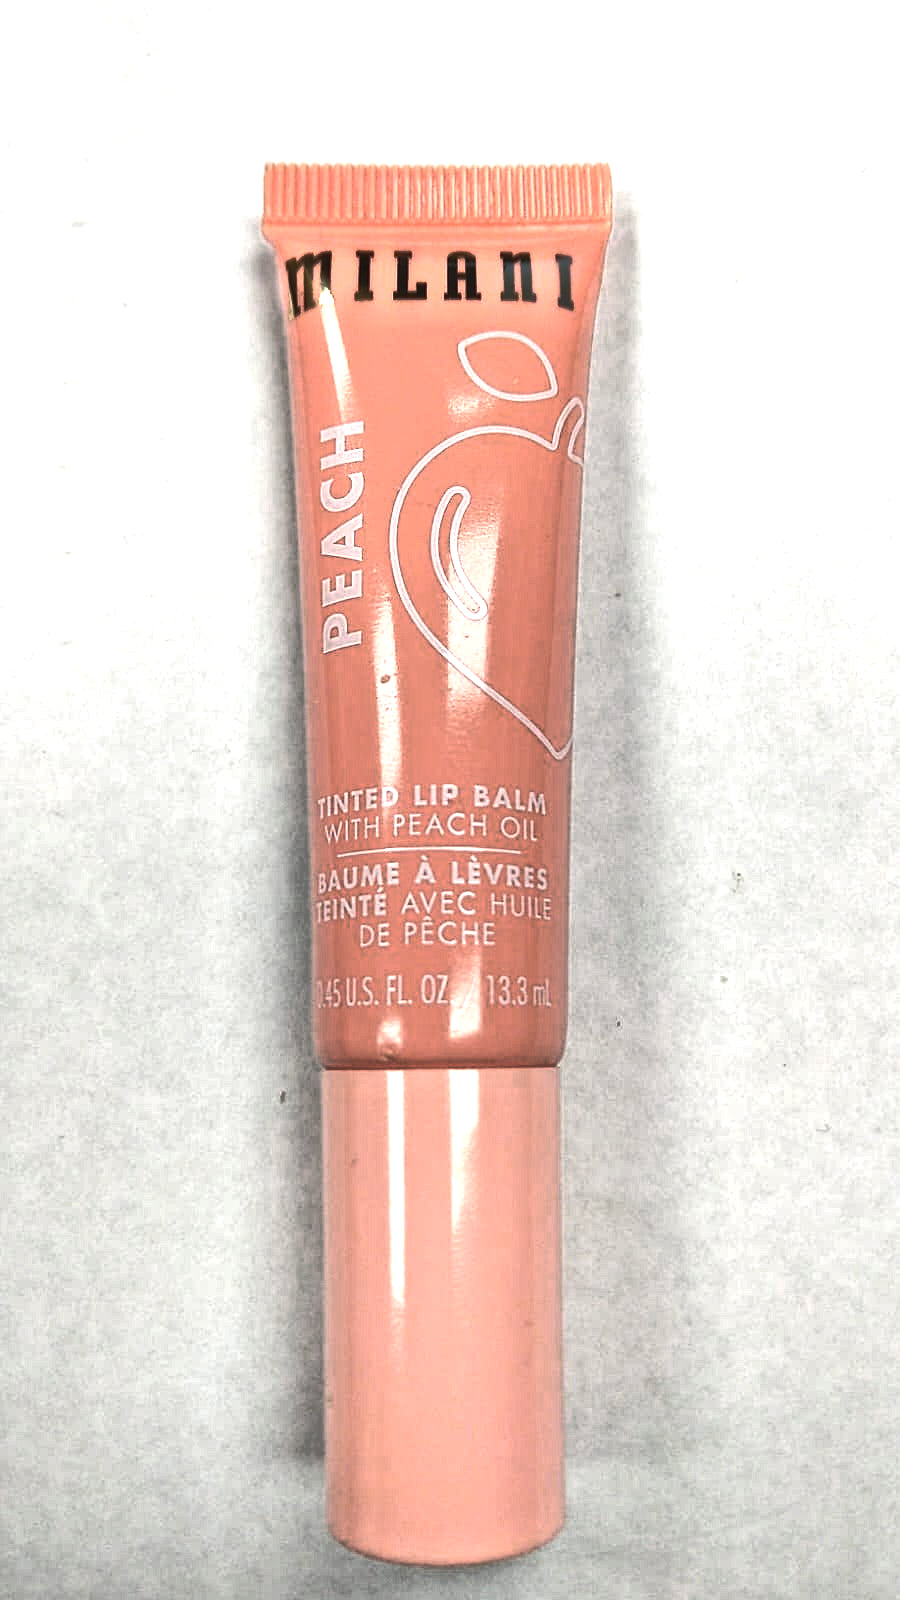 MILANI
PEACH
TINTED LIP BALM
WITH PEACH OIL
BAUME À LÈVRES
TEINTÉ AVEC HUILE
DE PÊCHE
0.45 U.S. FL. OZ. / 13.3 mL